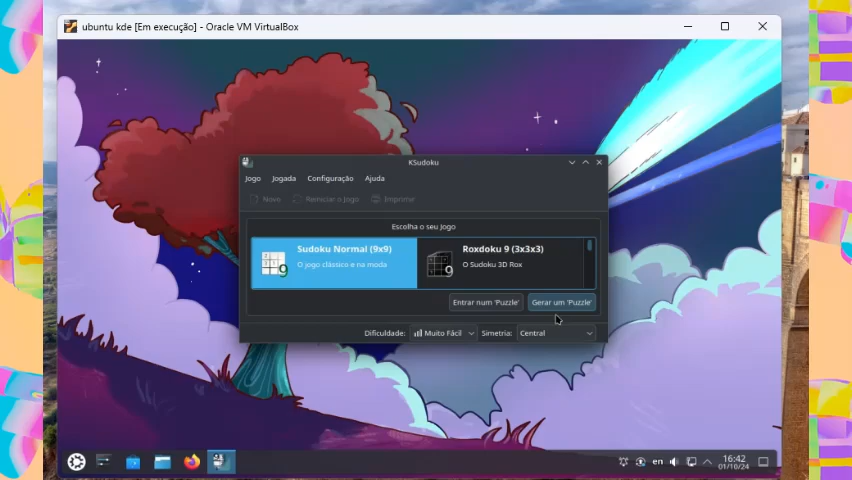 ubuntu kde [Em execução] - Oracle VM VirtualBox
KSudoku
Jogo Jogada Configuração Ajuda
Novo Reiniciar o Jogo Imprimir
Escolha o seu Jogo
Sudoku Normal (9x9)
O jogo clássico e na moda
Roxdoku 9 (3x3x3)
O Sudoku 3D Rox
Entrar num 'Puzzle' Gerar um 'Puzzle'
Dificuldade: Muito Fácil Simetria: Central
en
16:42
01/10/24